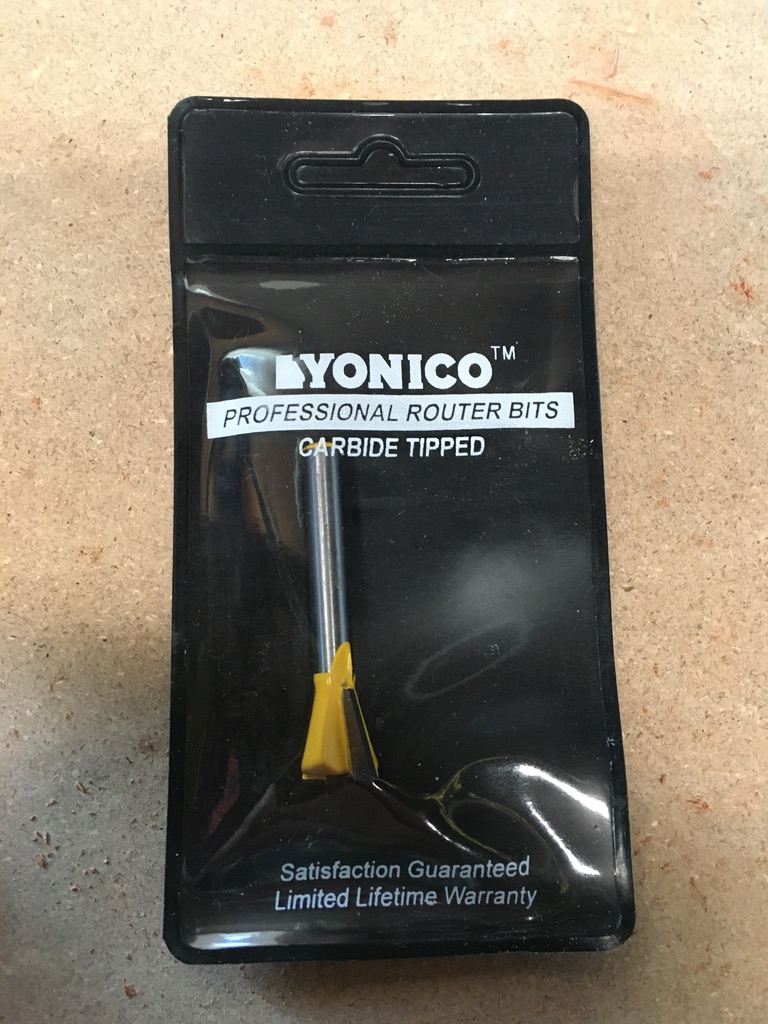 YONICO™
PROFESSIONAL ROUTER BITS
CARBIDE TIPPED
Satisfaction Guaranteed
Limited Lifetime Warranty